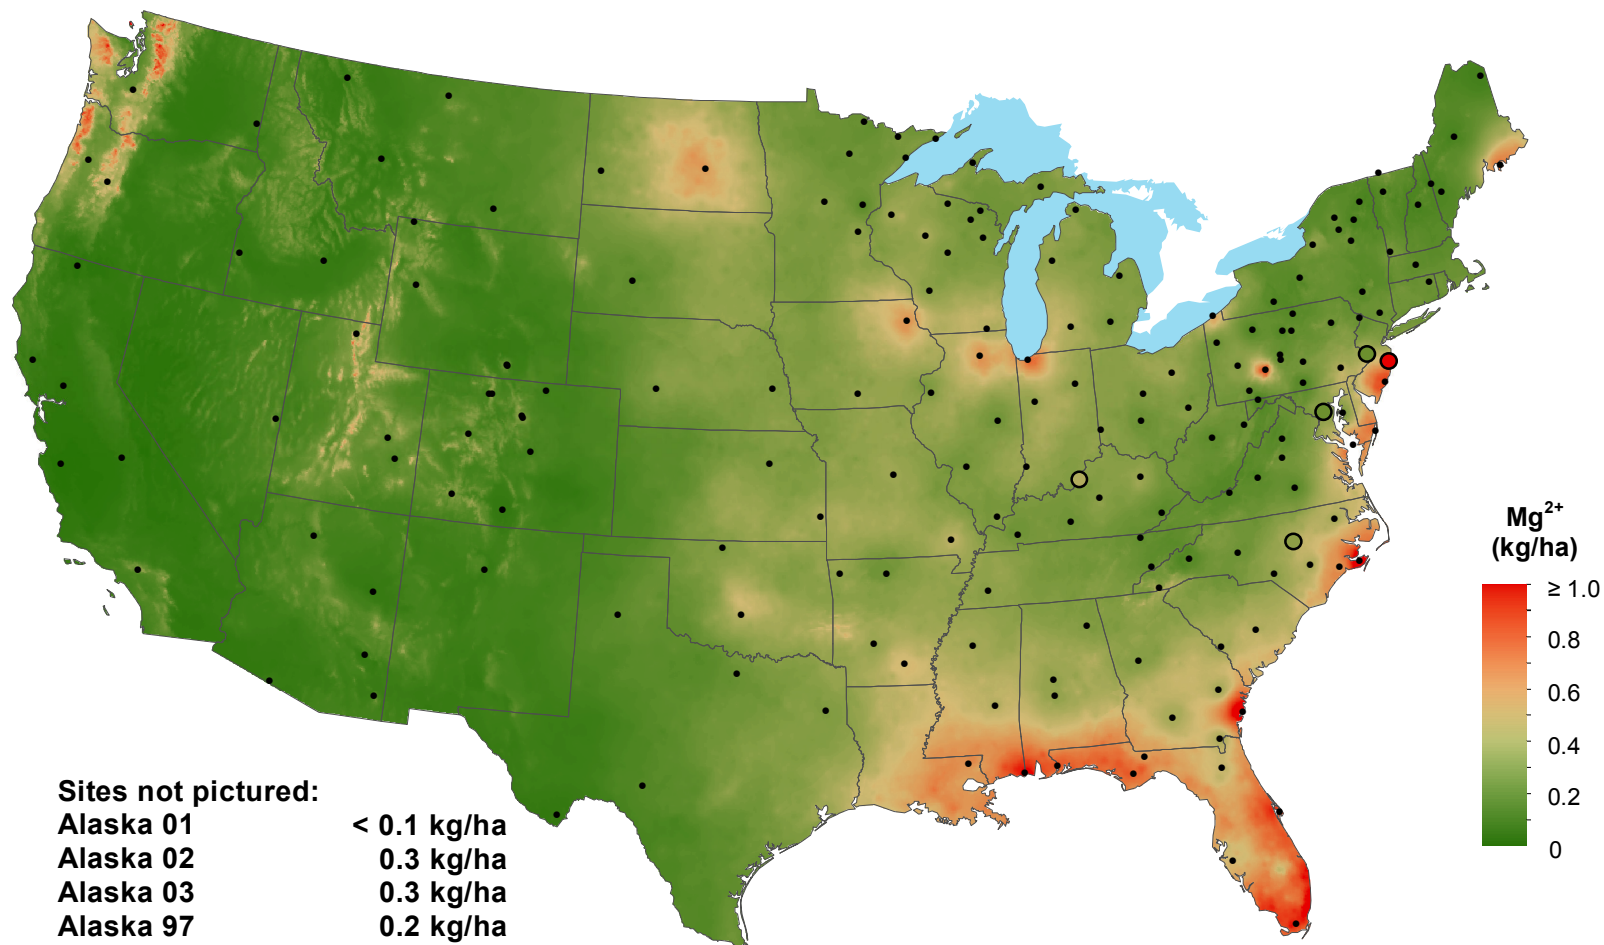 Mg2+
(kg/ha)
≥ 1.0
0.8
0.6
0.4
0.2
0
Sites not pictured:
Alaska 01 < 0.1 kg/ha
Alaska 02 0.3 kg/ha
Alaska 03 0.3 kg/ha
Alaska 97 0.2 kg/ha